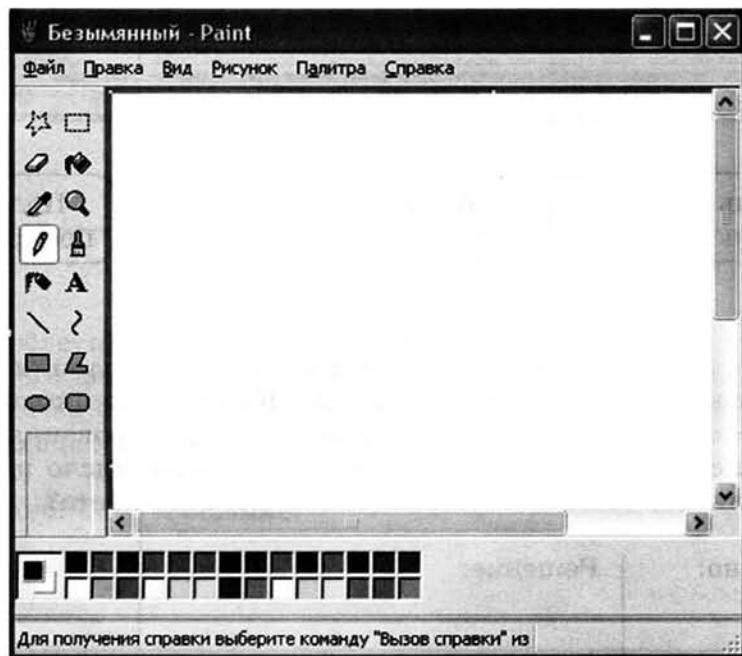 Безымянный - Paint
Файл Правка Вид Рисунок Палитра Справка
A
Для получения справки выберите команду "Вызов справки" из